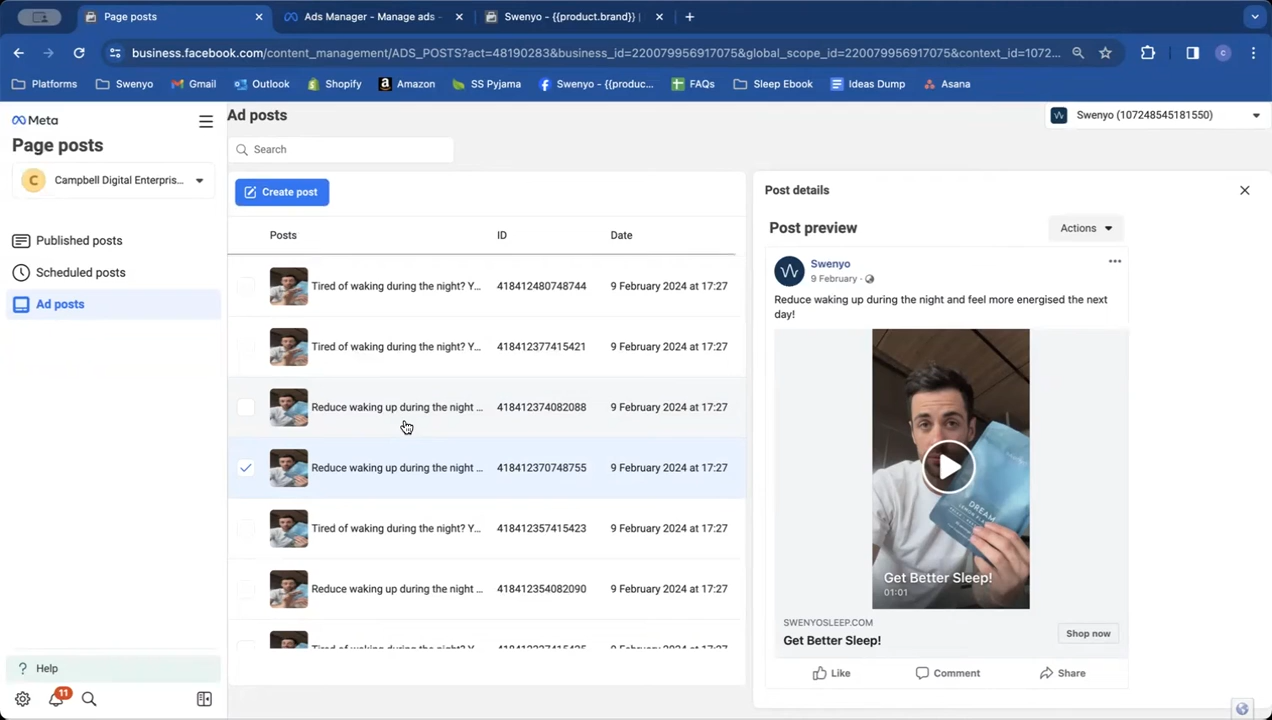 Page posts
Ads Manager - Manage ads -
Swenyo - {{product.brand}} |
business.facebook.com/content_management/ADS_POSTS?act=48190283&business_id=220079956917075&global_scope_id=220079956917075&context_id=1072...
C
Platforms
Swenyo
Gmail
Outlook
Shopify
Amazon
SS Pyjama
Swenyo - {{produc...
FAQs
Sleep Ebook
Ideas Dump
Asana
Meta
Page posts
C
Campbell Digital Enterpris...
Published posts
Scheduled posts
Ad posts
Help
11
Ad posts
Swenyo (107248545181550)
Search
Create post
Posts
ID
Date
Tired of waking during the night? Y... 418412480748744 9 February 2024 at 17:27
Tired of waking during the night? Y... 418412377415421 9 February 2024 at 17:27
Reduce waking up during the night ... 418412374082088 9 February 2024 at 17:27
Reduce waking up during the night ... 418412370748755 9 February 2024 at 17:27
Tired of waking during the night? Y... 418412357415423 9 February 2024 at 17:27
Reduce waking up during the night ... 418412354082090 9 February 2024 at 17:27
Post details
Post preview
Actions
Swenyo
9 February ·
Reduce waking up during the night and feel more energised the next
day!
DREAM
Get Better Sleep!
01:01
SWENYOSLEEP.COM
Get Better Sleep!
Shop now
Like
Comment
Share